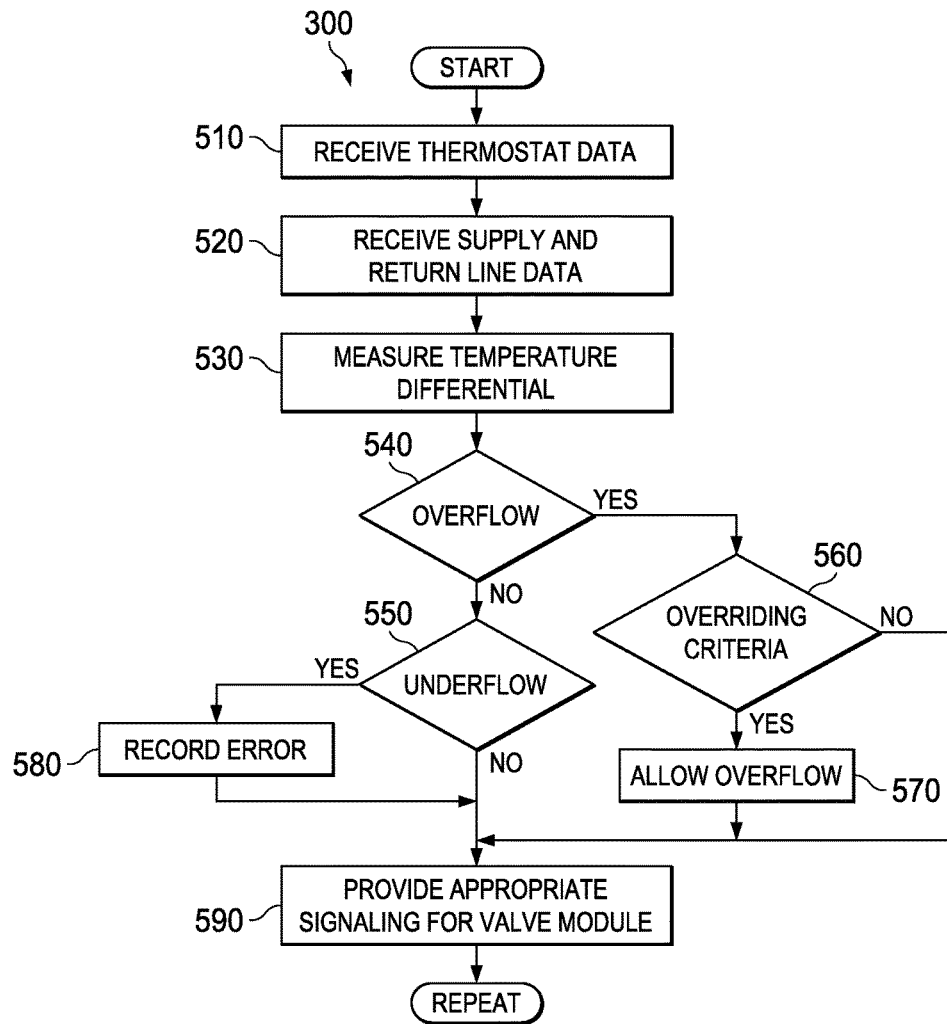 300
START
510
RECEIVE THERMOSTAT DATA
520
RECEIVE SUPPLY AND
RETURN LINE DATA
530
MEASURE TEMPERATURE
DIFFERENTIAL
540
OVERFLOW
YES
NO
560
OVERRIDING
CRITERIA
NO
YES
550
UNDERFLOW
YES
NO
580
RECORD ERROR
ALLOW OVERFLOW
570
590
PROVIDE APPROPRIATE
SIGNALING FOR VALVE MODULE
REPEAT